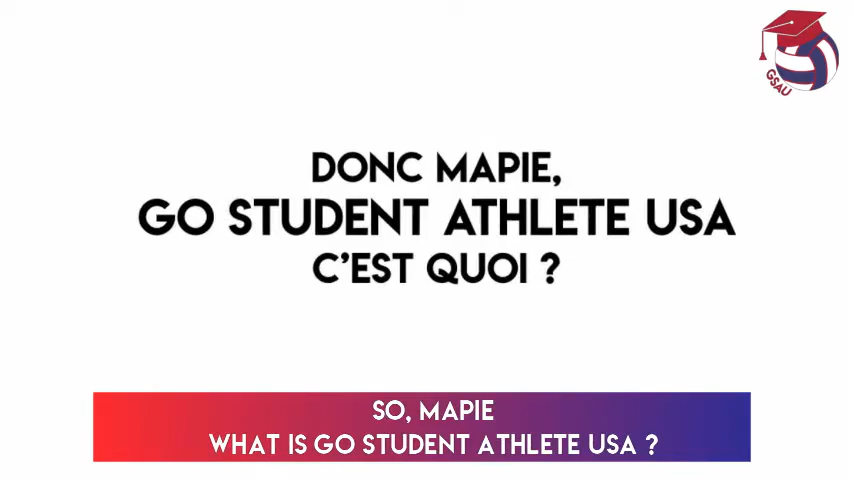 GSAU
DONC MAPIE,
GO STUDENT ATHLETE USA
C'EST QUOI ?
SO, MAPIE
WHAT IS GO STUDENT ATHLETE USA ?